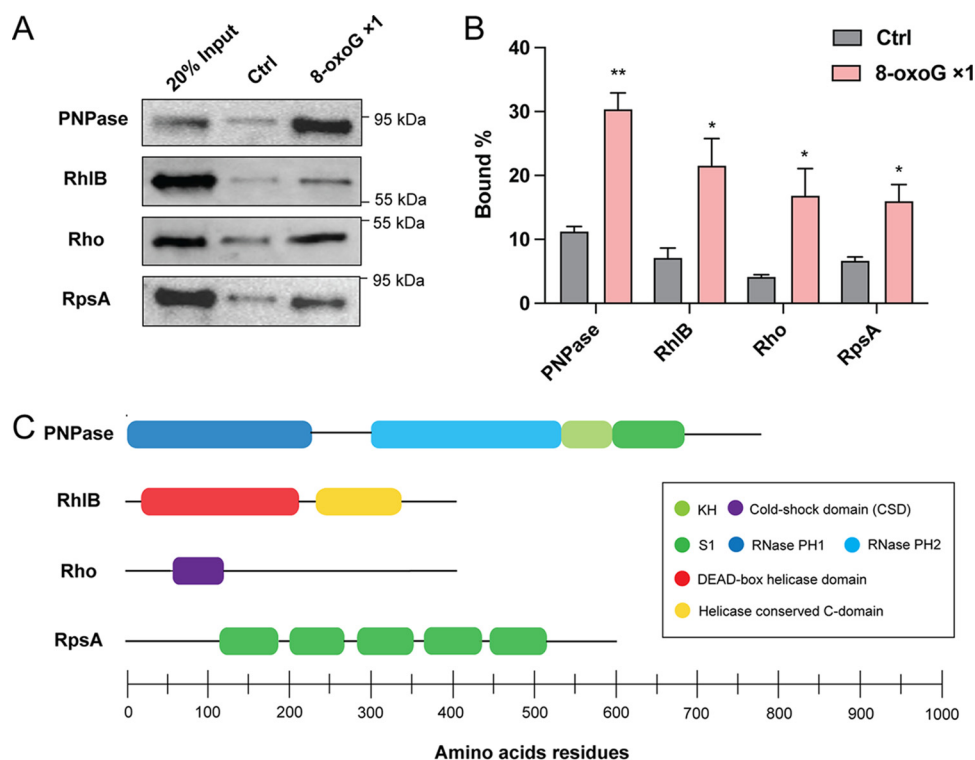 A
20% Input
Ctrl
8-oxoG ×1
PNPase
95 kDa
RhlB
55 kDa
55 kDa
Rho
95 kDa
RpsA
B
Ctrl
8-oxoG ×1
Bound %
40
30
20
10
0
**
*
*
*
PNPase
RhlB
Rho
RpsA
C
PNPase
RhlB
Rho
RpsA
KH
Cold-shock domain (CSD)
S1
RNase PH1
RNase PH2
DEAD-box helicase domain
Helicase conserved C-domain
0 100 200 300 400 500 600 700 800 900 1000
Amino acids residues